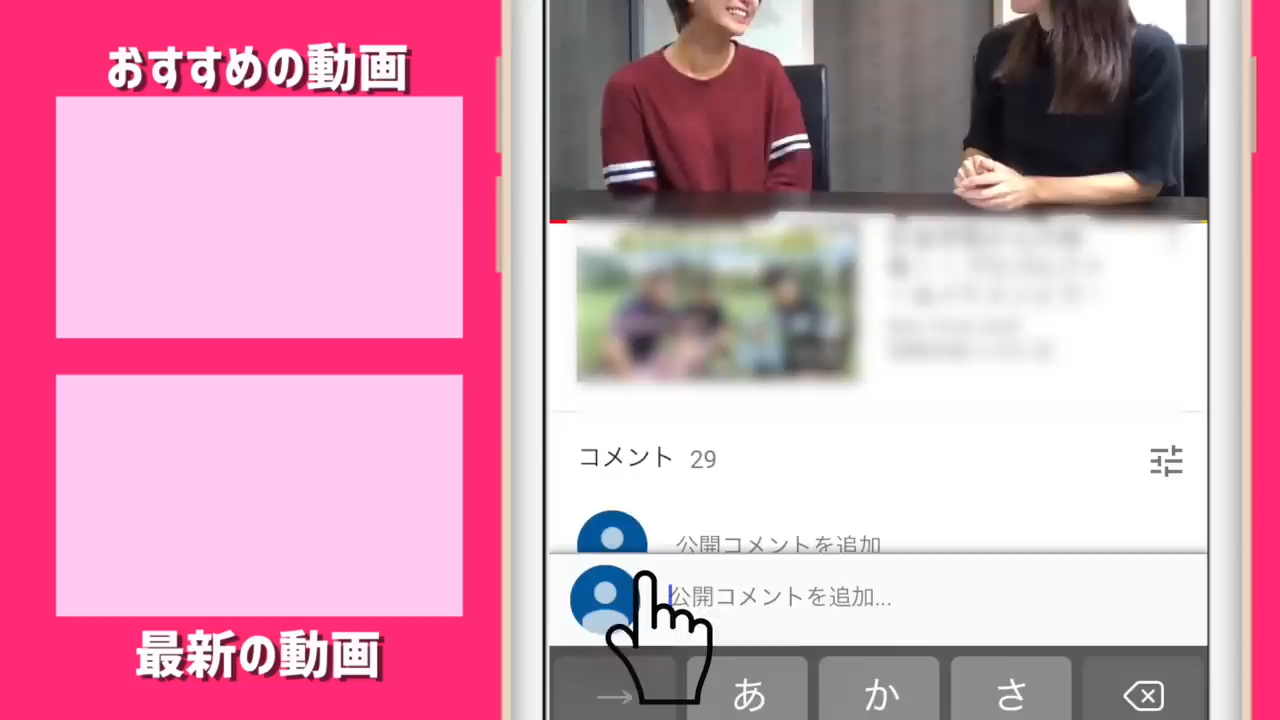 おすすめの動画
最新の動画
コメント 29
公開コメントを追加
公開コメントを追加...
→ あ か さ